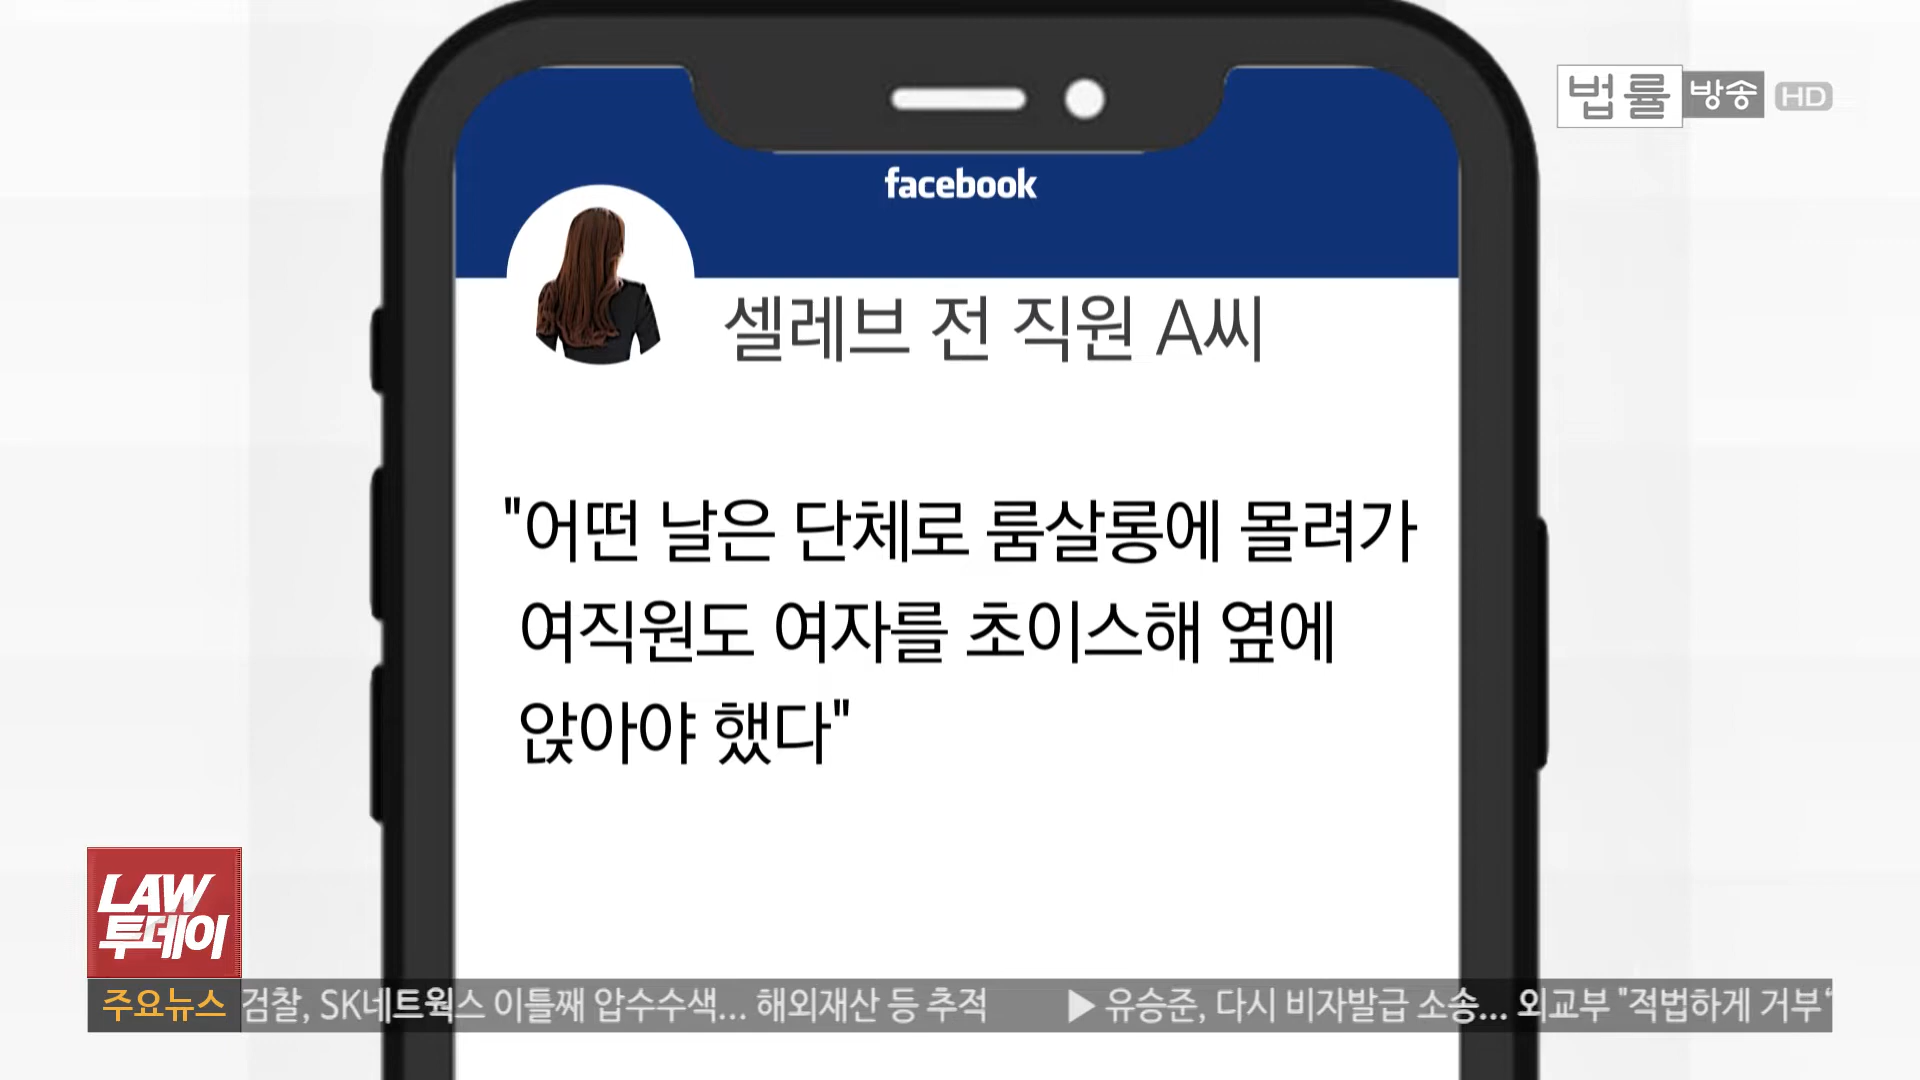 법률방송 HD
facebook
셀레브 전 직원 A씨
"어떤 날은 단체로 룸살롱에 몰려가
여직원도 여자를 초이스해 옆에
앉아야 했다"
LAW
투데이
주요뉴스 검찰, SK네트웍스 이틀째 압수수색... 해외재산 등 추적 ▶ 유승준, 다시 비자발급 소송... 외교부 "적법하게 거부"